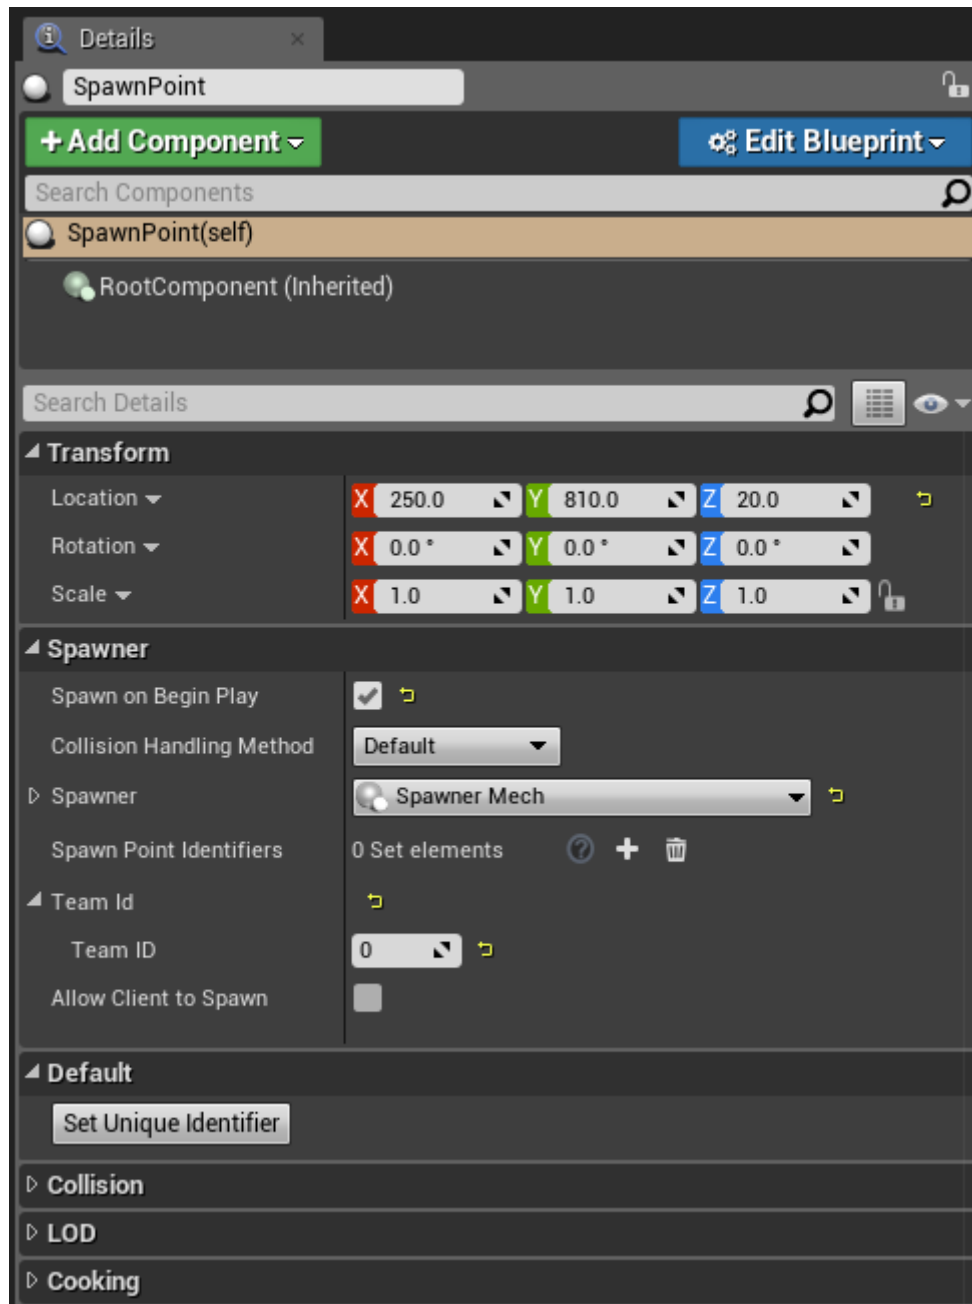 Details
SpawnPoint
+ Add Component
Edit Blueprint
Search Components
SpawnPoint(self)
RootComponent (Inherited)
Search Details
Transform
Location X 250.0 Y 810.0 Z 20.0
Rotation X 0.0 ° Y 0.0 ° Z 0.0 °
Scale X 1.0 Y 1.0 Z 1.0
Spawner
Spawn on Begin Play
Collision Handling Method Default
Spawner Spawner Mech
Spawn Point Identifiers 0 Set elements
Team Id
Team ID 0
Allow Client to Spawn
Default
Set Unique Identifier
Collision
LOD
Cooking